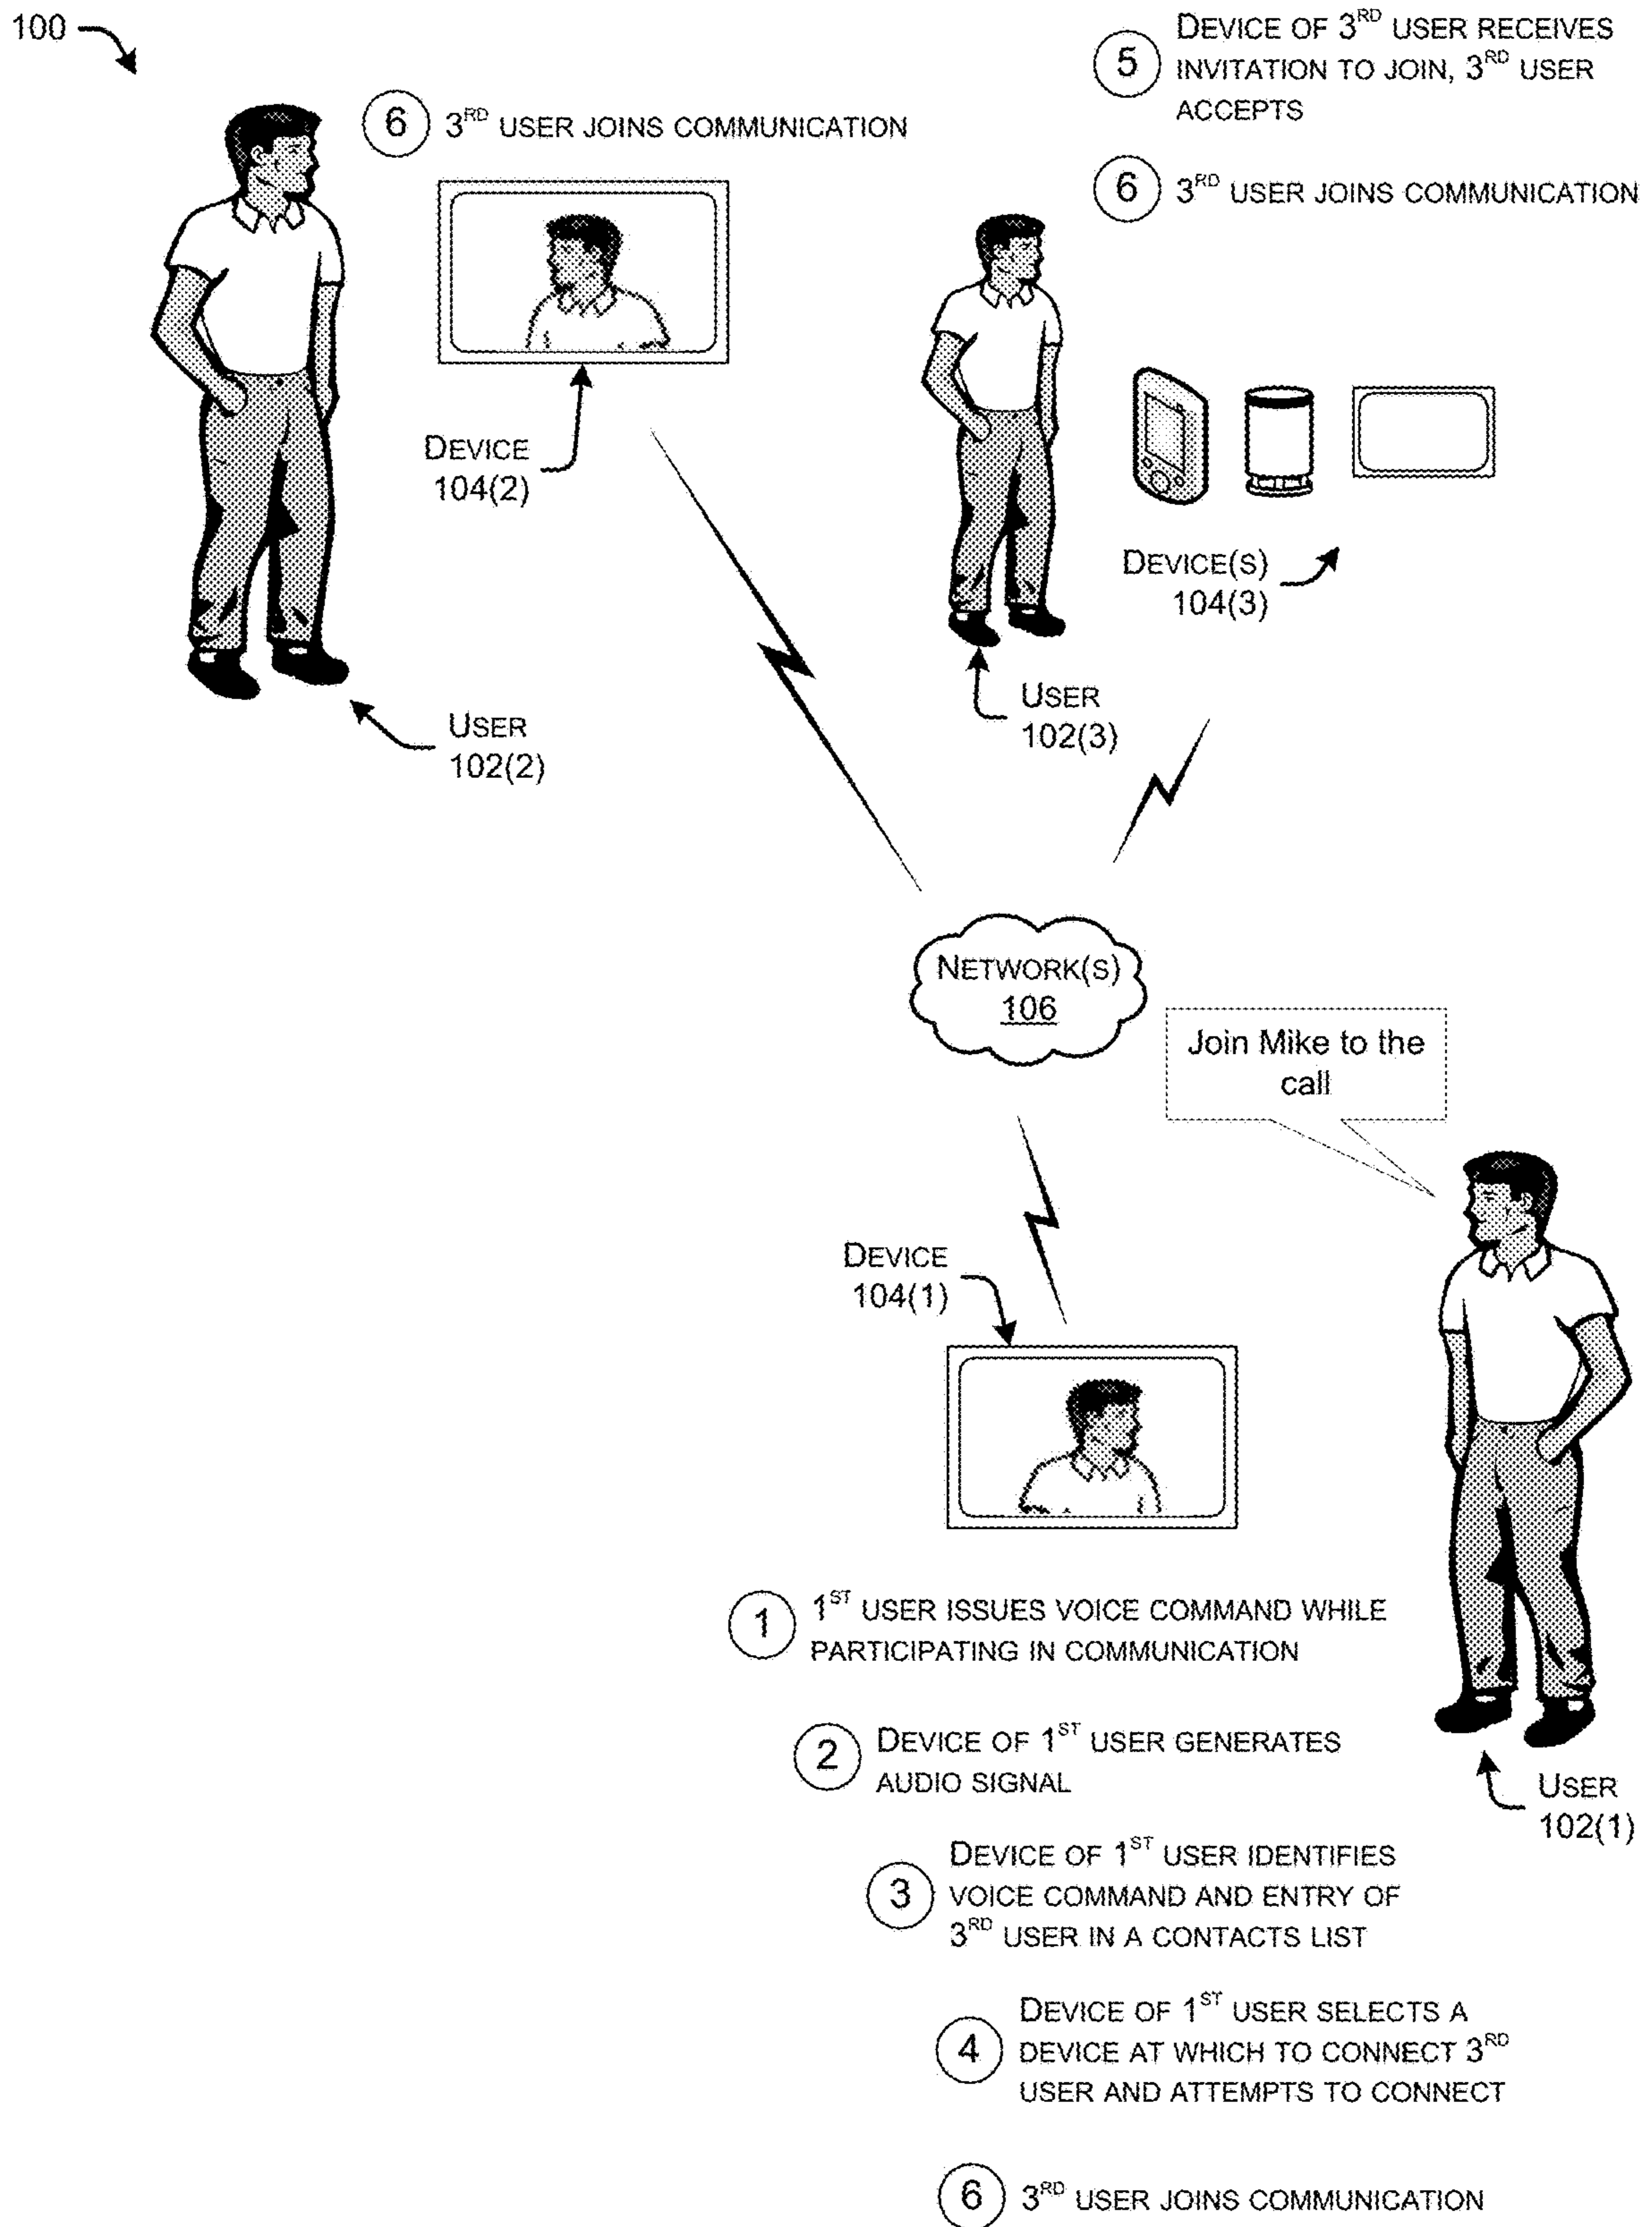 100
6 3RD USER JOINS COMMUNICATION
DEVICE
104(2)
USER
102(2)
5 DEVICE OF 3RD USER RECEIVES
INVITATION TO JOIN, 3RD USER
ACCEPTS
6 3RD USER JOINS COMMUNICATION
DEVICE(S)
104(3)
USER
102(3)
NETWORK(S)
106
Join Mike to the
call
DEVICE
104(1)
1 1ST USER ISSUES VOICE COMMAND WHILE
PARTICIPATING IN COMMUNICATION
2 DEVICE OF 1ST USER GENERATES
AUDIO SIGNAL
USER
102(1)
3 DEVICE OF 1ST USER IDENTIFIES
VOICE COMMAND AND ENTRY OF
3RD USER IN A CONTACTS LIST
4 DEVICE OF 1ST USER SELECTS A
DEVICE AT WHICH TO CONNECT 3RD
USER AND ATTEMPTS TO CONNECT
6 3RD USER JOINS COMMUNICATION